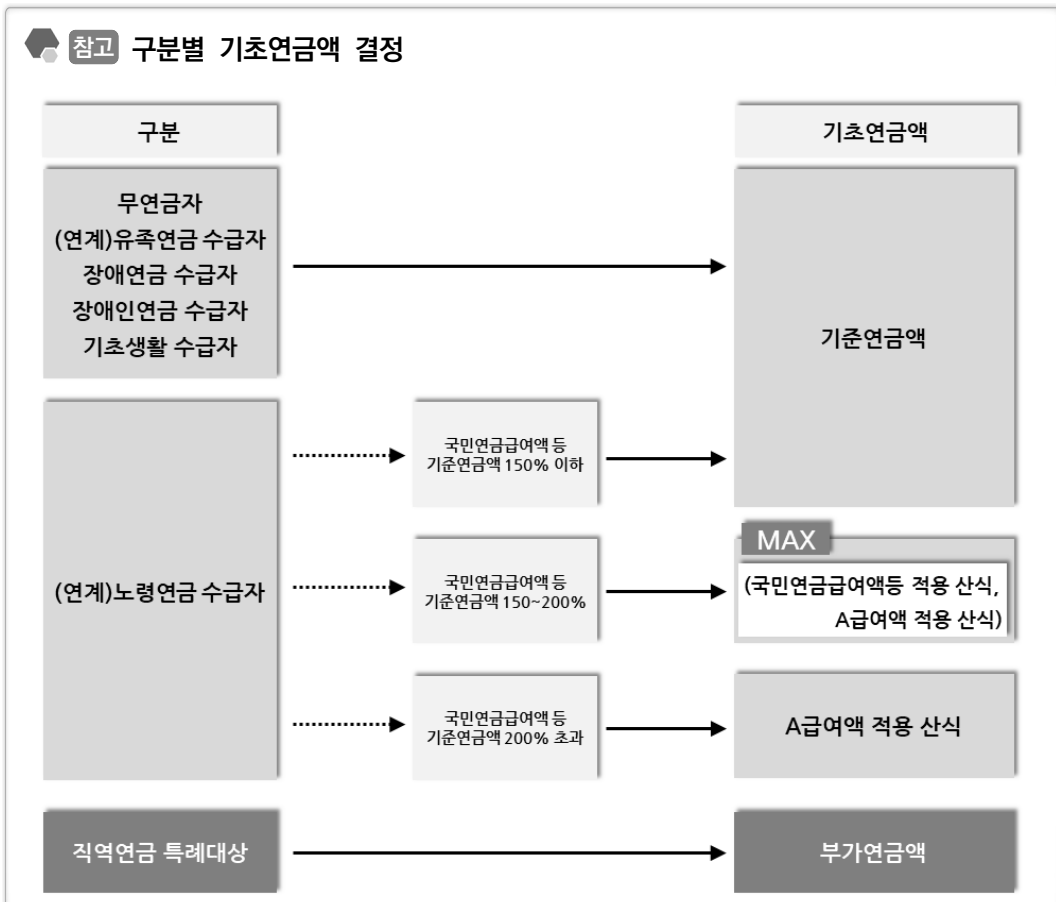 참고 구분별 기초연금액 결정
구분
기초연금액
무연금자
(연계)유족연금 수급자
장애연금 수급자
장애인연금 수급자
기초생활 수급자
기준연금액
(연계)노령연금 수급자
국민연금급여액 등
기준연금액 150% 이하
국민연금급여액 등
기준연금액 150~200%
MAX
(국민연금급여액등 적용 산식,
A급여액 적용 산식)
국민연금급여액 등
기준연금액 200% 초과
A급여액 적용 산식
직역연금 특례대상
부가연금액